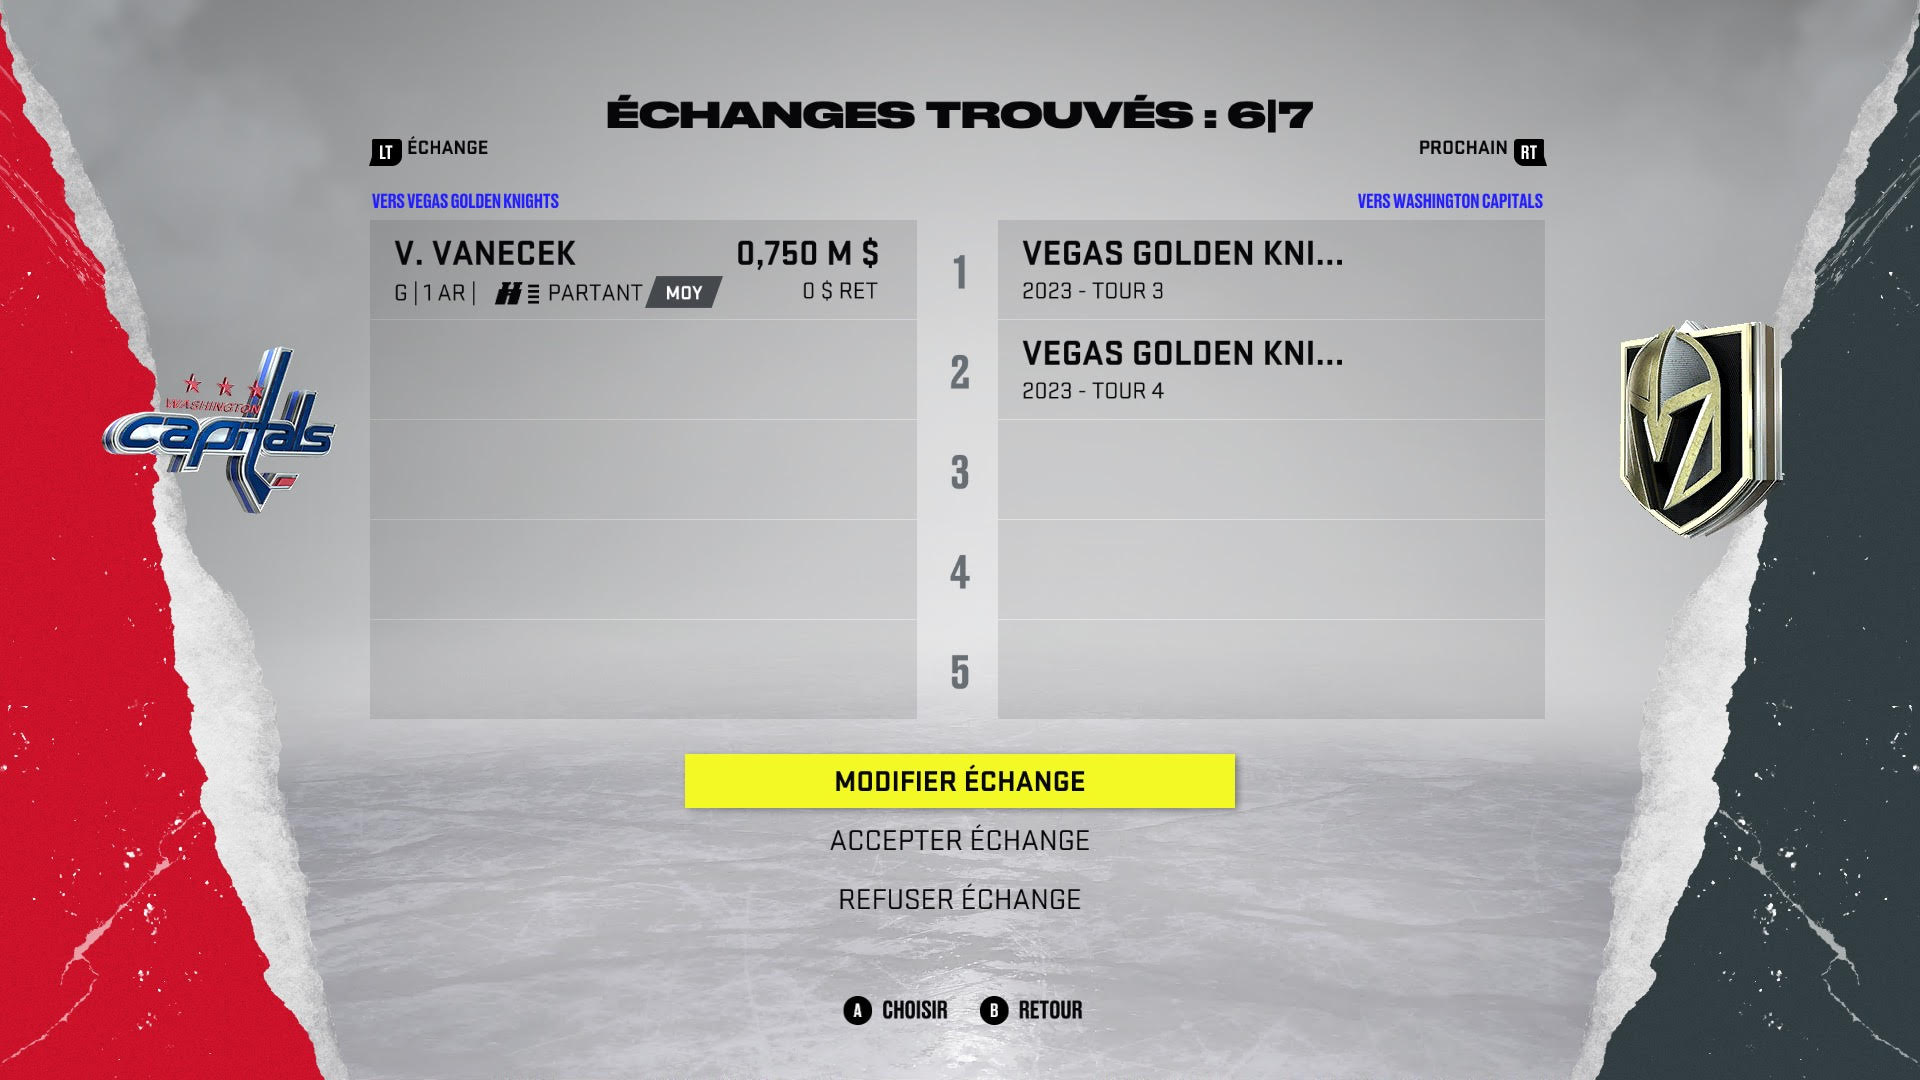 ÉCHANGES TROUVÉS : 6|7
LT ÉCHANGE
PROCHAIN RT
VERS VEGAS GOLDEN KNIGHTS
VERS WASHINGTON CAPITALS
V. VANECEK 0,750 M $
G | 1 AR | PARTANT MOY 0 $ RET
1
VEGAS GOLDEN KNI...
2023 - TOUR 3
2
VEGAS GOLDEN KNI...
2023 - TOUR 4
3
4
5
WASHINGTON
capitals
MODIFIER ÉCHANGE
ACCEPTER ÉCHANGE
REFUSER ÉCHANGE
A CHOISIR B RETOUR